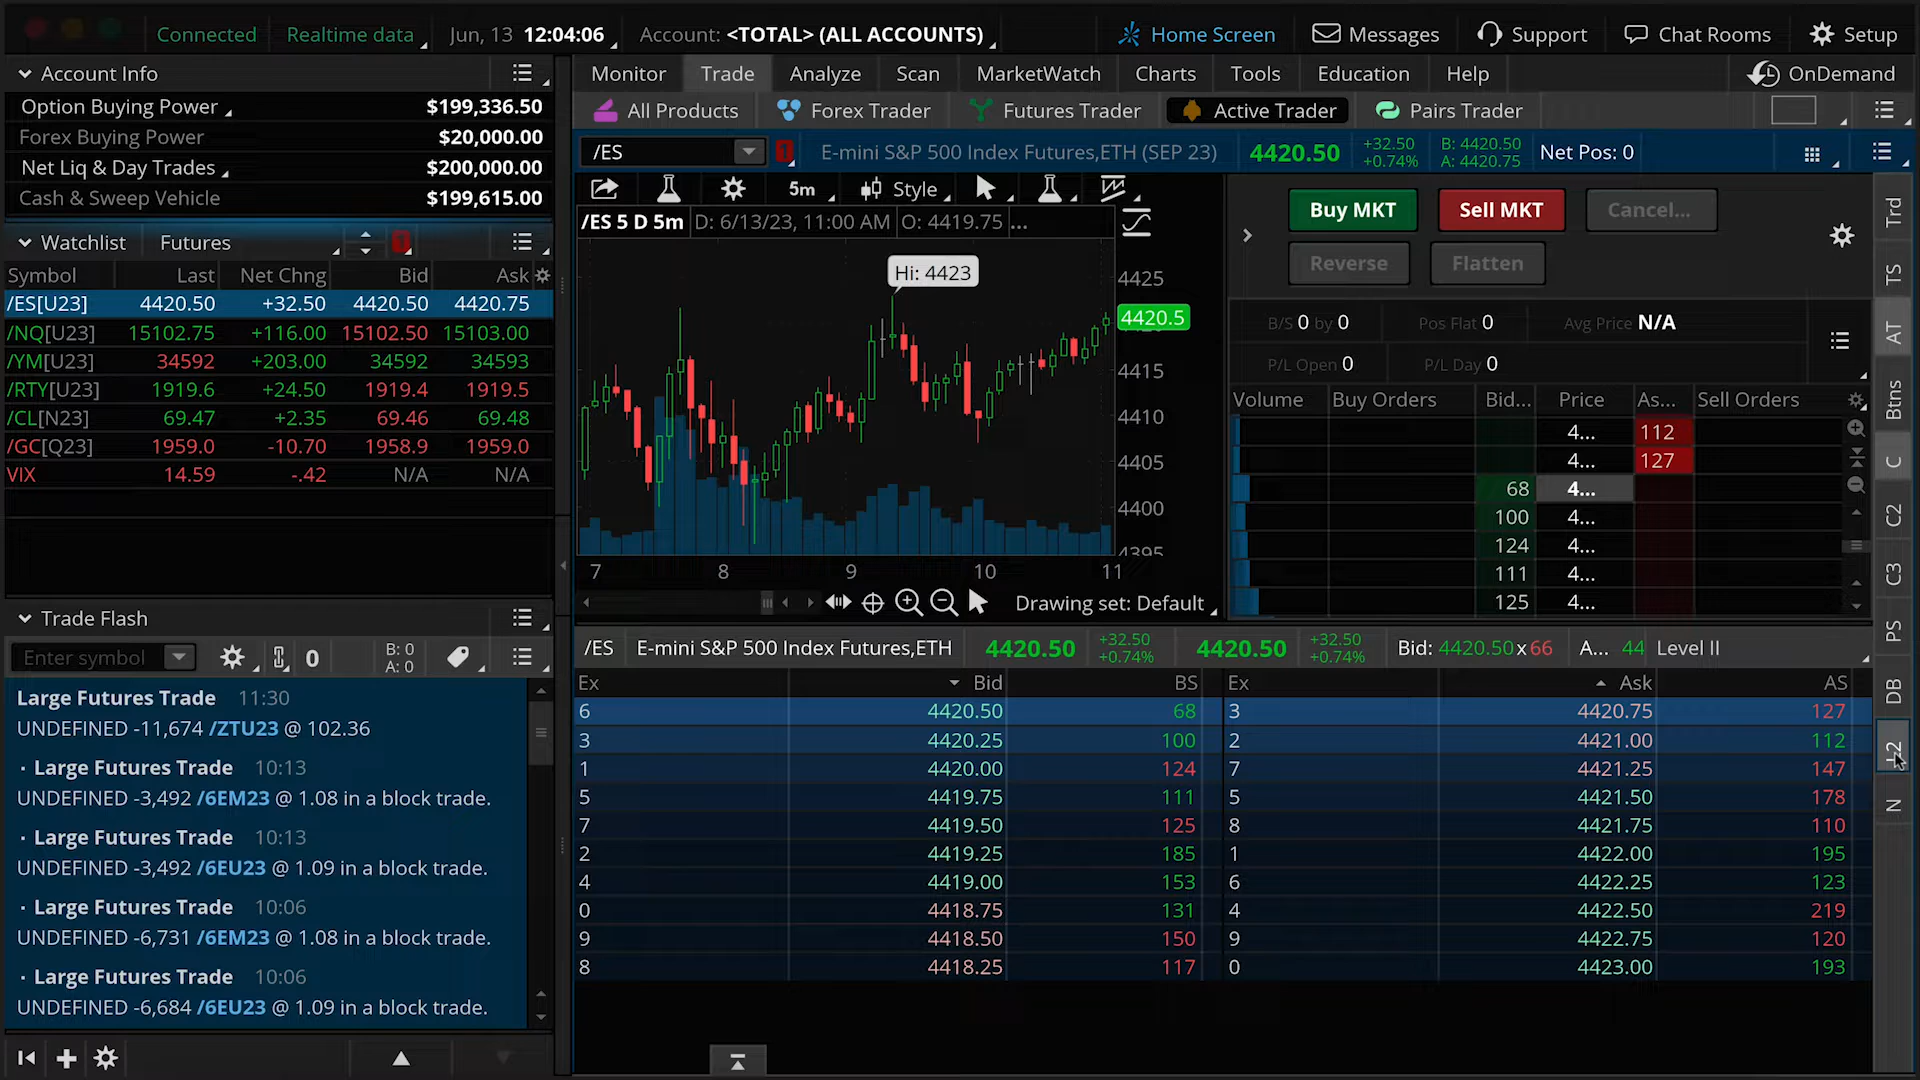 Connected Realtime data Jun, 13 12:04:06 Account: <TOTAL> (ALL ACCOUNTS) Home Screen Messages Support Chat Rooms Setup
Account Info
Option Buying Power $199,336.50
Forex Buying Power $20,000.00
Net Liq & Day Trades $200,000.00
Cash & Sweep Vehicle $199,615.00
Watchlist Futures 1
Symbol Last Net Chng Bid Ask
/ES[U23] 4420.50 +32.50 4420.50 4420.75
/NQ[U23] 15102.75 +116.00 15102.50 15103.00
/YM[U23] 34592 +203.00 34592 34593
/RTY[U23] 1919.6 +24.50 1919.4 1919.5
/CL[N23] 69.47 +2.35 69.46 69.48
/GC[Q23] 1959.0 -10.70 1958.9 1959.0
VIX 14.59 -.42 N/A N/A
Trade Flash
Enter symbol 0 B: 0
A: 0
Large Futures Trade 11:30
UNDEFINED -11,674 /ZTU23 @ 102.36
· Large Futures Trade 10:13
UNDEFINED -3,492 /6EM23 @ 1.08 in a block trade.
· Large Futures Trade 10:13
UNDEFINED -3,492 /6EU23 @ 1.09 in a block trade.
· Large Futures Trade 10:06
UNDEFINED -6,731 /6EM23 @ 1.08 in a block trade.
· Large Futures Trade 10:06
UNDEFINED -6,684 /6EU23 @ 1.09 in a block trade.
Monitor Trade Analyze Scan MarketWatch Charts Tools Education Help OnDemand
All Products Forex Trader Futures Trader Active Trader Pairs Trader
/ES 1 E-mini S&P 500 Index Futures,ETH (SEP 23) 4420.50 +32.50 B: 4420.50 Net Pos: 0
+0.74% A: 4420.75
5m Style
/ES 5 D 5m D: 6/13/23, 11:00 AM O: 4419.75 ...
Hi: 4423
4425
4420.5
4415
4410
4405
4400
4395
7 8 9 10 11
Drawing set: Default
Buy MKT Sell MKT Cancel...
Reverse Flatten
B/S 0 by 0 Pos Flat 0 Avg Price N/A
P/L Open 0 P/L Day 0
Volume Buy Orders Bid... Price As... Sell Orders
4... 112
4... 127
68 4...
100 4...
124 4...
111 4...
125 4...
/ES E-mini S&P 500 Index Futures,ETH 4420.50 +32.50 4420.50 +32.50 Bid: 4420.50x66 A... 44 Level II
+0.74% +0.74%
Ex Bid BS Ex Ask AS
6 4420.50 68 3 4420.75 127
3 4420.25 100 2 4421.00 112
1 4420.00 124 7 4421.25 147
5 4419.75 111 5 4421.50 178
7 4419.50 125 8 4421.75 110
2 4419.25 185 1 4422.00 195
4 4419.00 153 6 4422.25 123
0 4418.75 131 4 4422.50 219
9 4418.50 150 9 4422.75 120
8 4418.25 117 0 4423.00 193
Trd
TS
AT
Btns
C
C2
C3
PS
DB
L2
N